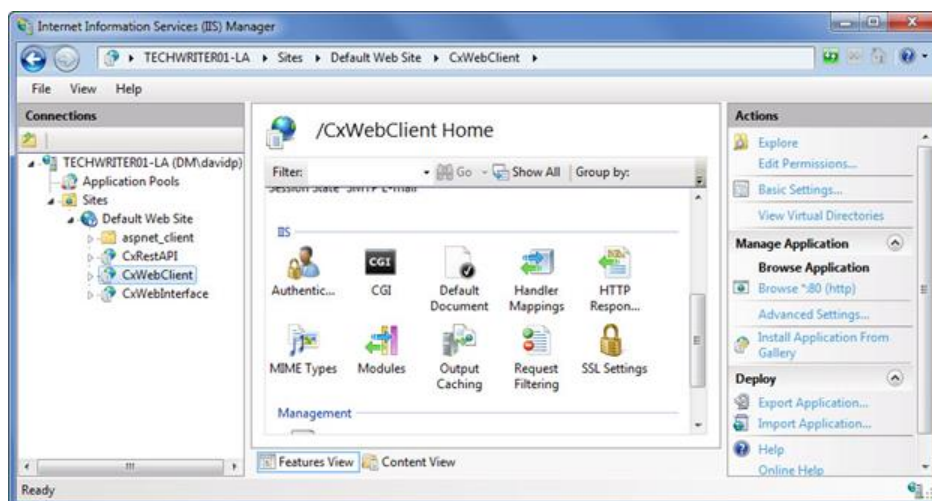 Internet Information Services (IIS) Manager
TECHWRITER01-LA
Sites
Default Web Site
CxWebClient
File View Help
Connections
TECHWRITER01-LA (DM\davidp)
Application Pools
Sites
Default Web Site
aspnet_client
CxRestAPI
CxWebClient
CxWebInterface
/CxWebClient Home
Filter: Go Show All Group by:
Session State SMTP E-mail
IIS
Authentic... CGI Default Document Handler Mappings HTTP Respon...
MIME Types Modules Output Caching Request Filtering SSL Settings
Management
Features View Content View
Actions
Explore
Edit Permissions...
Basic Settings...
View Virtual Directories
Manage Application
Browse Application
Browse *:80 (http)
Advanced Settings...
Install Application From
Gallery
Deploy
Export Application...
Import Application...
Help
Online Help
Ready